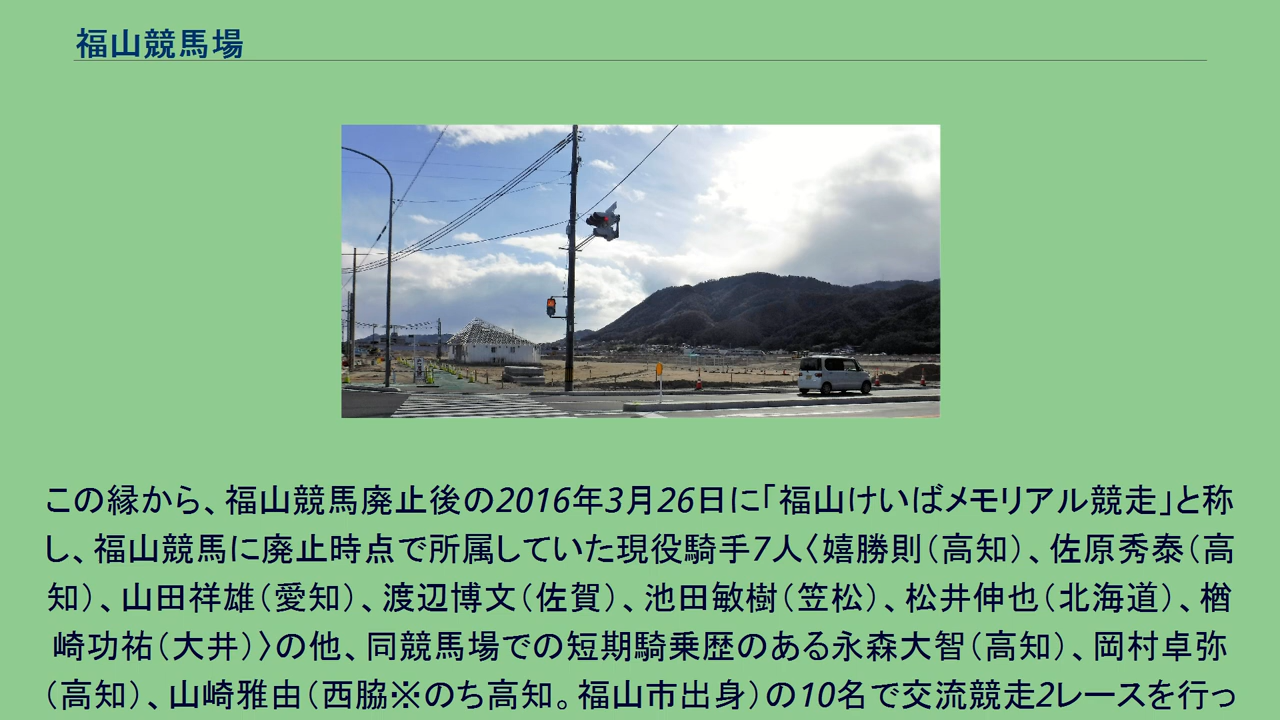 福山競馬場
この縁から、福山競馬廃止後の2016年3月26日に「福山けいばメモリアル競走」と称
し、福山競馬に廃止時点で所属していた現役騎手7人〈嬉勝則（高知）、佐原秀泰（高
知）、山田祥雄（愛知）、渡辺博文（佐賀）、池田敏樹（笠松）、松井伸也（北海道）、楢
崎功祐（大井）〉の他、同競馬場での短期騎乗歴のある永森大智（高知）、岡村卓弥
（高知）、山崎雅由（西脇※のち高知。福山市出身）の10名で交流競走2レースを行っ